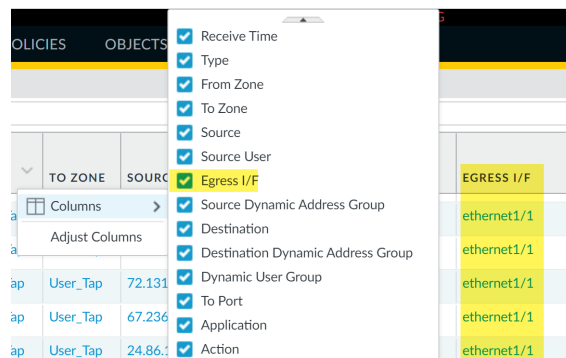 OLICIES OBJECTS
Receive Time
Type
From Zone
To Zone
Source
Source User
Egress I/F
Source Dynamic Address Group
Destination
Destination Dynamic Address Group
Dynamic User Group
To Port
Application
Action
TO ZONE SOURC EGRESS I/F
Columns
Adjust Columns
ethernet1/1
ethernet1/1
ap User_Tap 72.131 ethernet1/1
ap User_Tap 67.236 ethernet1/1
ap User_Tap 24.86.1 ethernet1/1